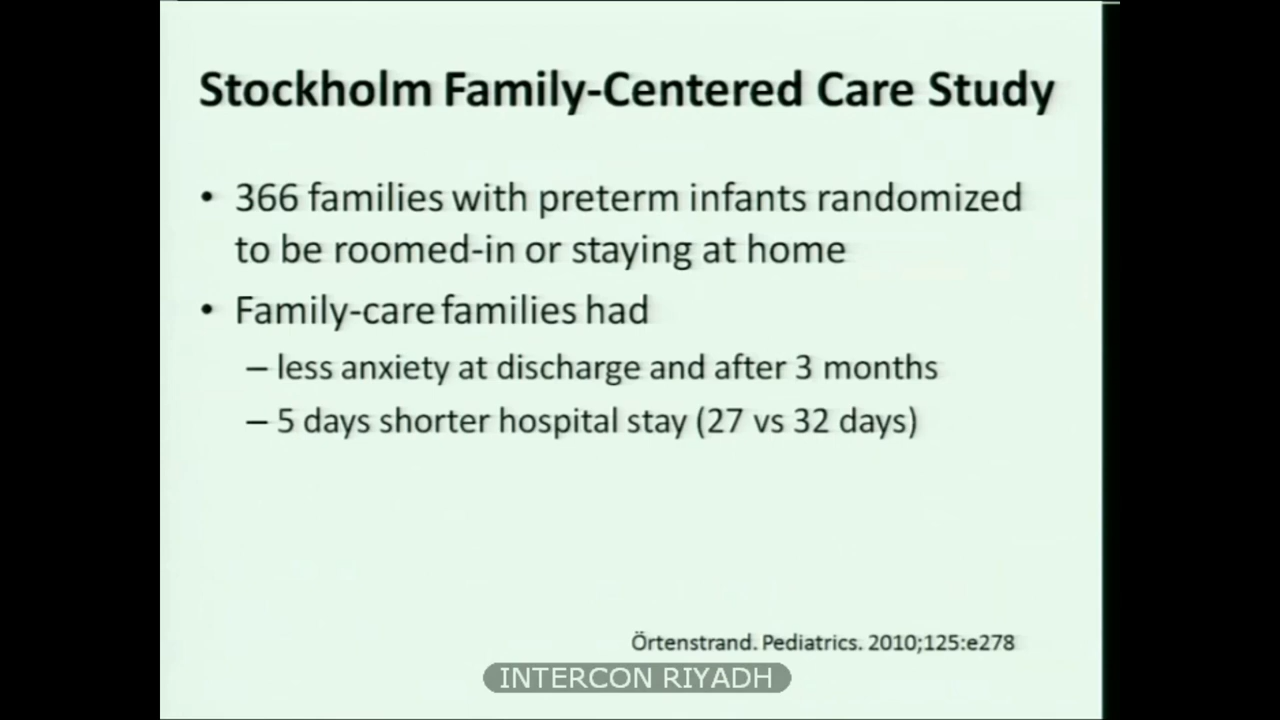 Stockholm Family-Centered Care Study
• 366 families with preterm infants randomized
to be roomed-in or staying at home
• Family-care families had
– less anxiety at discharge and after 3 months
– 5 days shorter hospital stay (27 vs 32 days)
Örtenstrand. Pediatrics. 2010;125:e278
INTERCON RIYADH